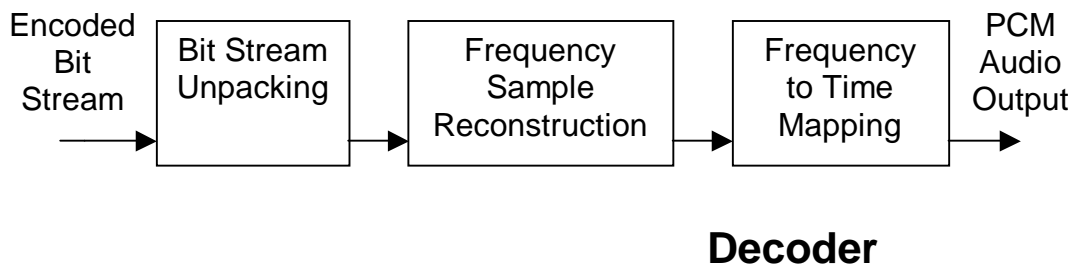 Encoded
Bit
Stream
Bit Stream
Unpacking
Frequency
Sample
Reconstruction
Frequency
to Time
Mapping
PCM
Audio
Output
Decoder